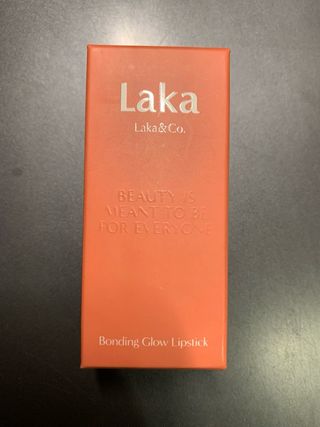 Laka
Laka&Co.
BEAUTY IS
MEANT TO BE
FOR EVERYONE
Bonding Glow Lipstick